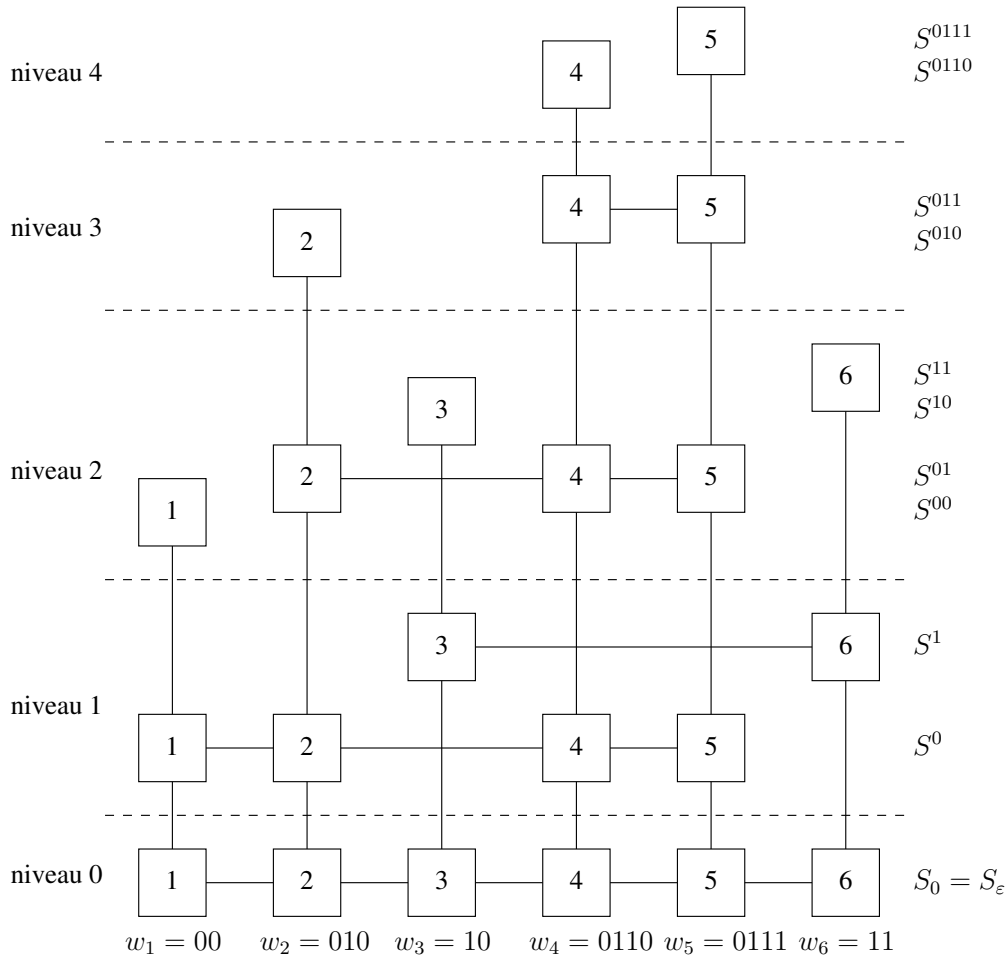 5 $S^{0111}$
niveau 4 4 $S^{0110}$
4 5 $S^{011}$
niveau 3 2 $S^{010}$
6 $S^{11}$
3 $S^{10}$
niveau 2 2 4 5 $S^{01}$
1 $S^{00}$
3 6 $S^{1}$
niveau 1
1 2 4 5 $S^{0}$
niveau 0 1 2 3 4 5 6 $S_0 = S_\varepsilon$
$w_1 = 00$ $w_2 = 010$ $w_3 = 10$ $w_4 = 0110$ $w_5 = 0111$ $w_6 = 11$